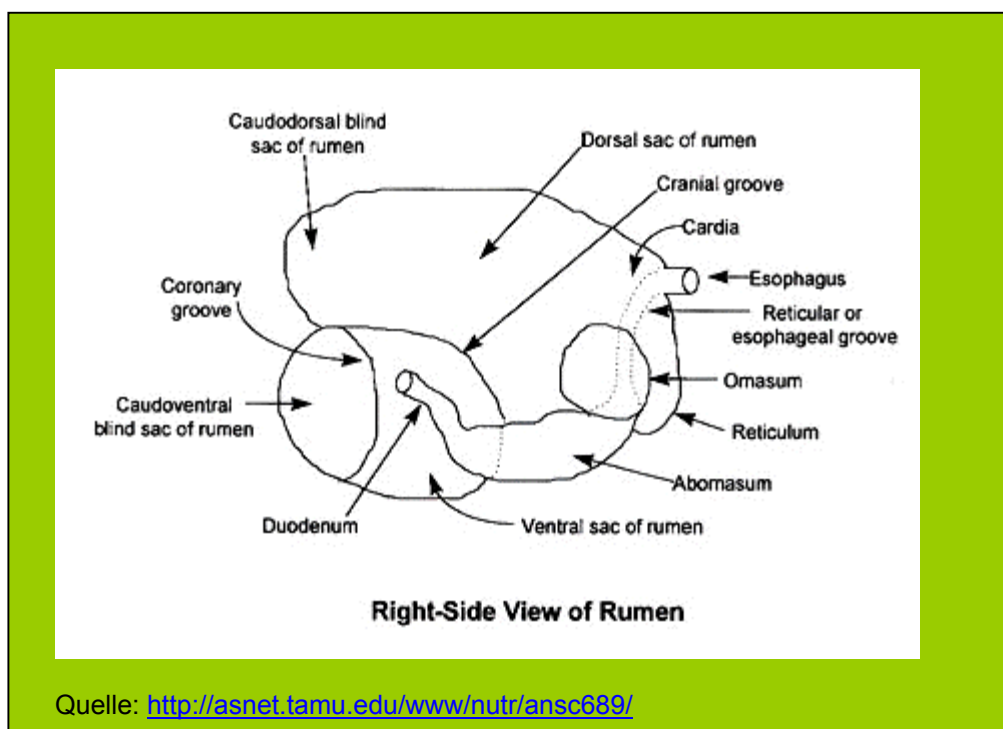 Caudodorsal blind
sac of rumen
Dorsal sac of rumen
Cranial groove
Cardia
Esophagus
Coronary
groove
Reticular or
esophageal groove
Omasum
Caudoventral
blind sac of rumen
Reticulum
Abomasum
Duodenum
Ventral sac of rumen
Right-Side View of Rumen
Quelle: http://asnet.tamu.edu/www/nutr/ansc689/